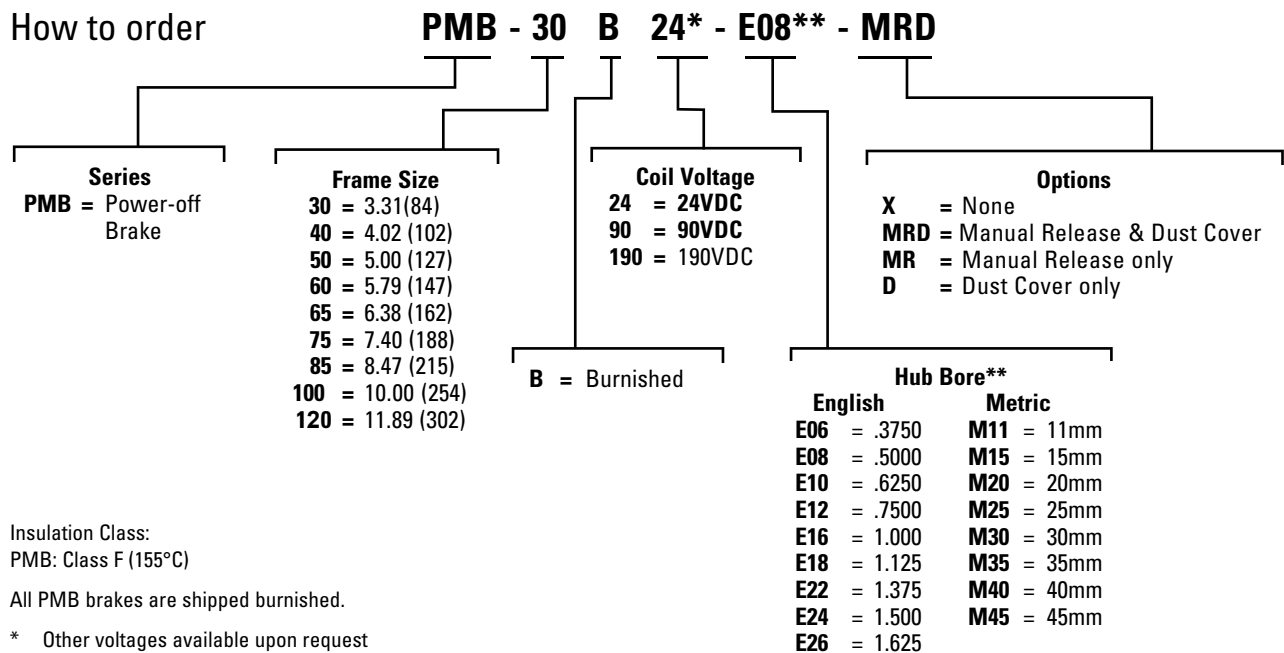 How to order
PMB - 30 B 24* - E08** - MRD
Series
PMB = Power-off
Brake
Frame Size
30 = 3.31(84)
40 = 4.02 (102)
50 = 5.00 (127)
60 = 5.79 (147)
65 = 6.38 (162)
75 = 7.40 (188)
85 = 8.47 (215)
100 = 10.00 (254)
120 = 11.89 (302)
B = Burnished
Coil Voltage
24 = 24VDC
90 = 90VDC
190 = 190VDC
Hub Bore**
English Metric
E06 = .3750 M11 = 11mm
E08 = .5000 M15 = 15mm
E10 = .6250 M20 = 20mm
E12 = .7500 M25 = 25mm
E16 = 1.000 M30 = 30mm
E18 = 1.125 M35 = 35mm
E22 = 1.375 M40 = 40mm
E24 = 1.500 M45 = 45mm
E26 = 1.625
Options
X = None
MRD = Manual Release & Dust Cover
MR = Manual Release only
D = Dust Cover only
Insulation Class:
PMB: Class F (155°C)
All PMB brakes are shipped burnished.
* Other voltages available upon request